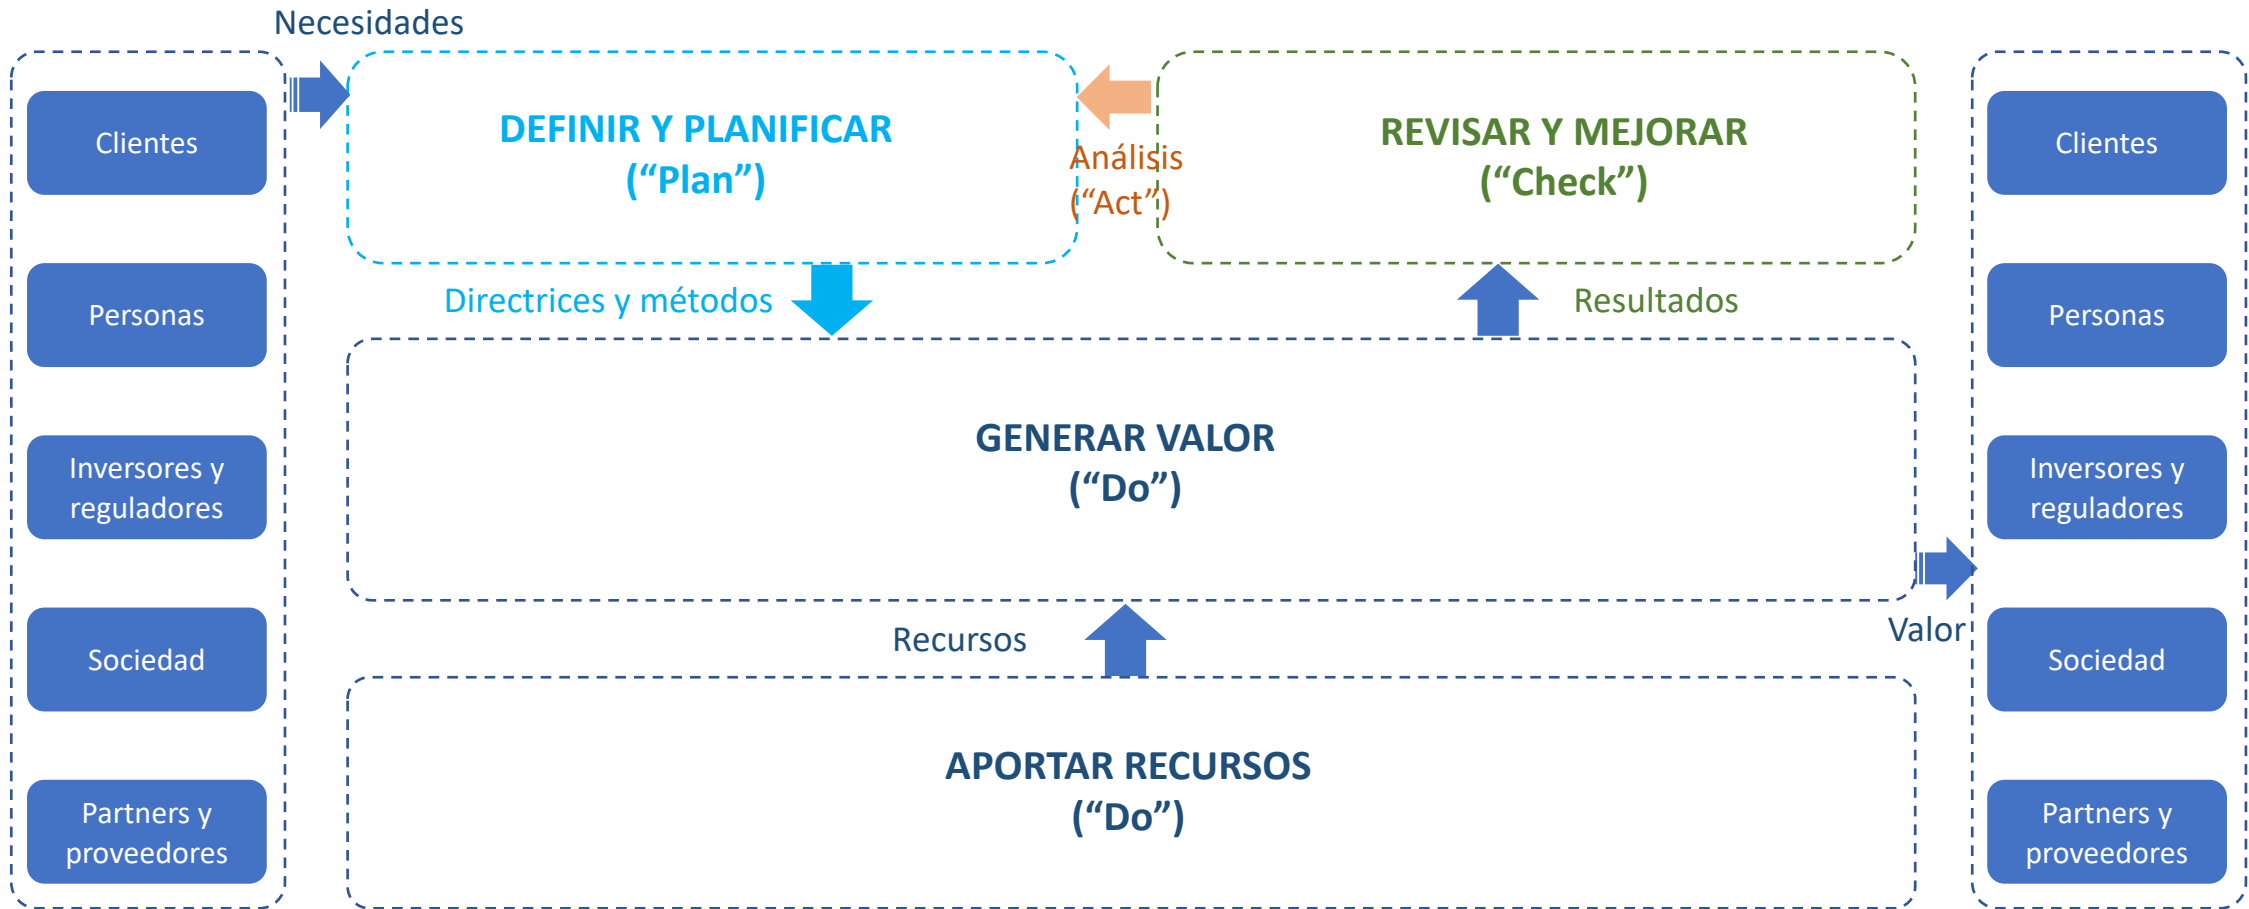 Necesidades
Clientes
Personas
Inversores y
reguladores
Sociedad
Partners y
proveedores
DEFINIR Y PLANIFICAR
(“Plan”)
Análisis
(“Act”)
REVISAR Y MEJORAR
(“Check”)
Directrices y métodos
Resultados
GENERAR VALOR
(“Do”)
Recursos
Valor
APORTAR RECURSOS
(“Do”)
Clientes
Personas
Inversores y
reguladores
Sociedad
Partners y
proveedores